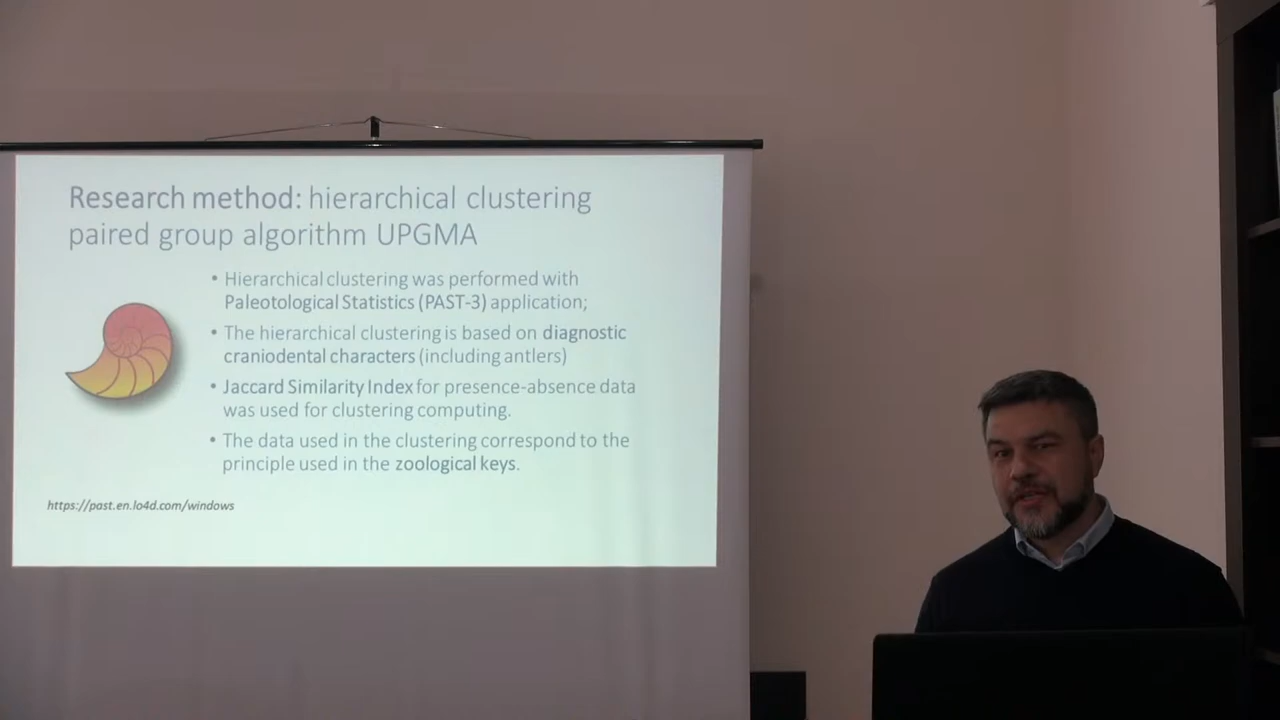 Research method: hierarchical clustering
paired group algorithm UPGMA
• Hierarchical clustering was performed with
Paleotological Statistics (PAST-3) application;
• The hierarchical clustering is based on diagnostic
craniodental characters (including antlers)
• Jaccard Similarity Index for presence-absence data
was used for clustering computing.
• The data used in the clustering correspond to the
principle used in the zoological keys.
https://past.en.lo4d.com/windows